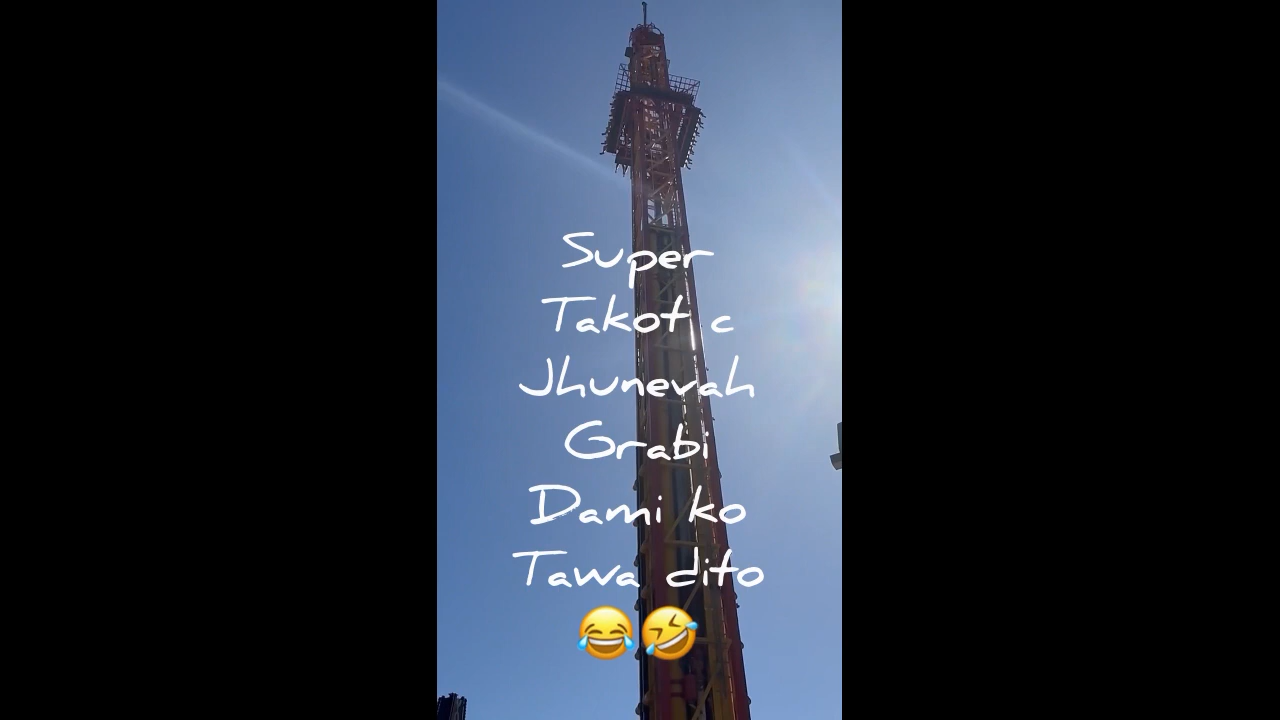 Super
Takot c
Jhunevah
Grabi
Dami ko
Tawa dito
😂🤣